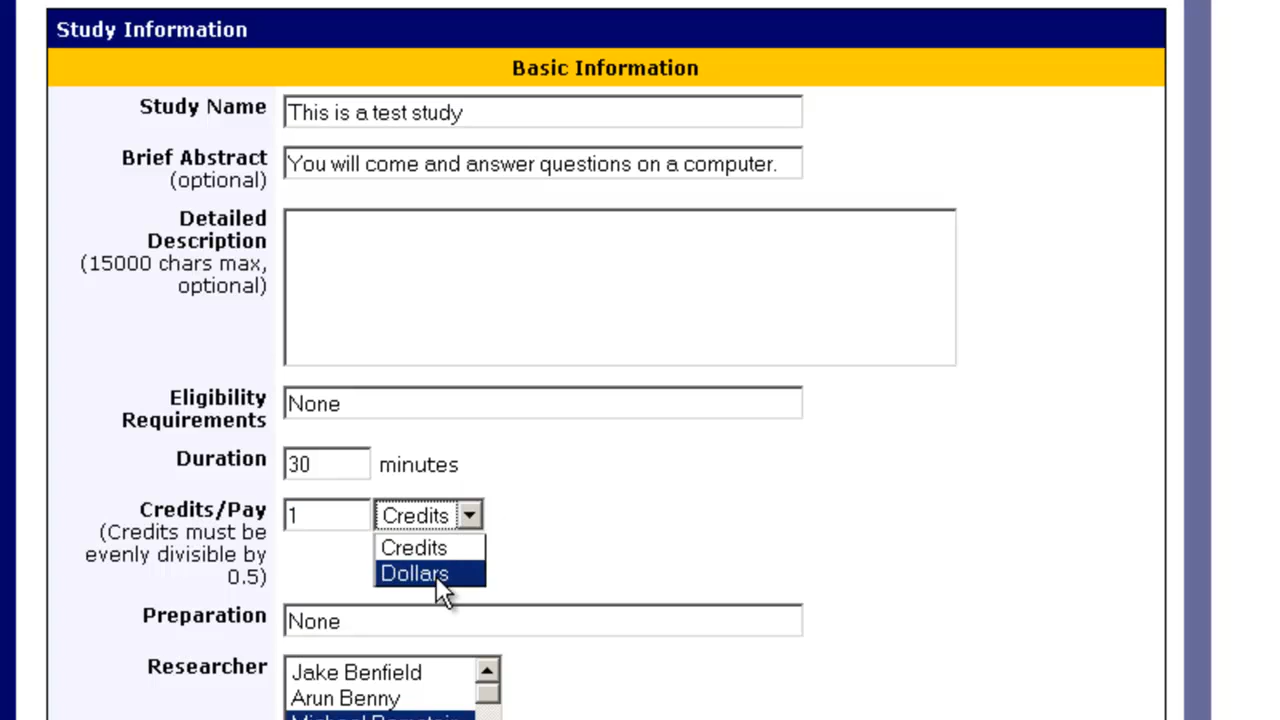 Study Information
Basic Information
Study Name
This is a test study
Brief Abstract
(optional)
You will come and answer questions on a computer.
Detailed
Description
(15000 chars max,
optional)
Eligibility
Requirements
None
Duration
30 minutes
Credits/Pay
(Credits must be
evenly divisible by
0.5)
1 Credits
Credits
Dollars
Preparation
None
Researcher
Jake Benfield
Arun Benny